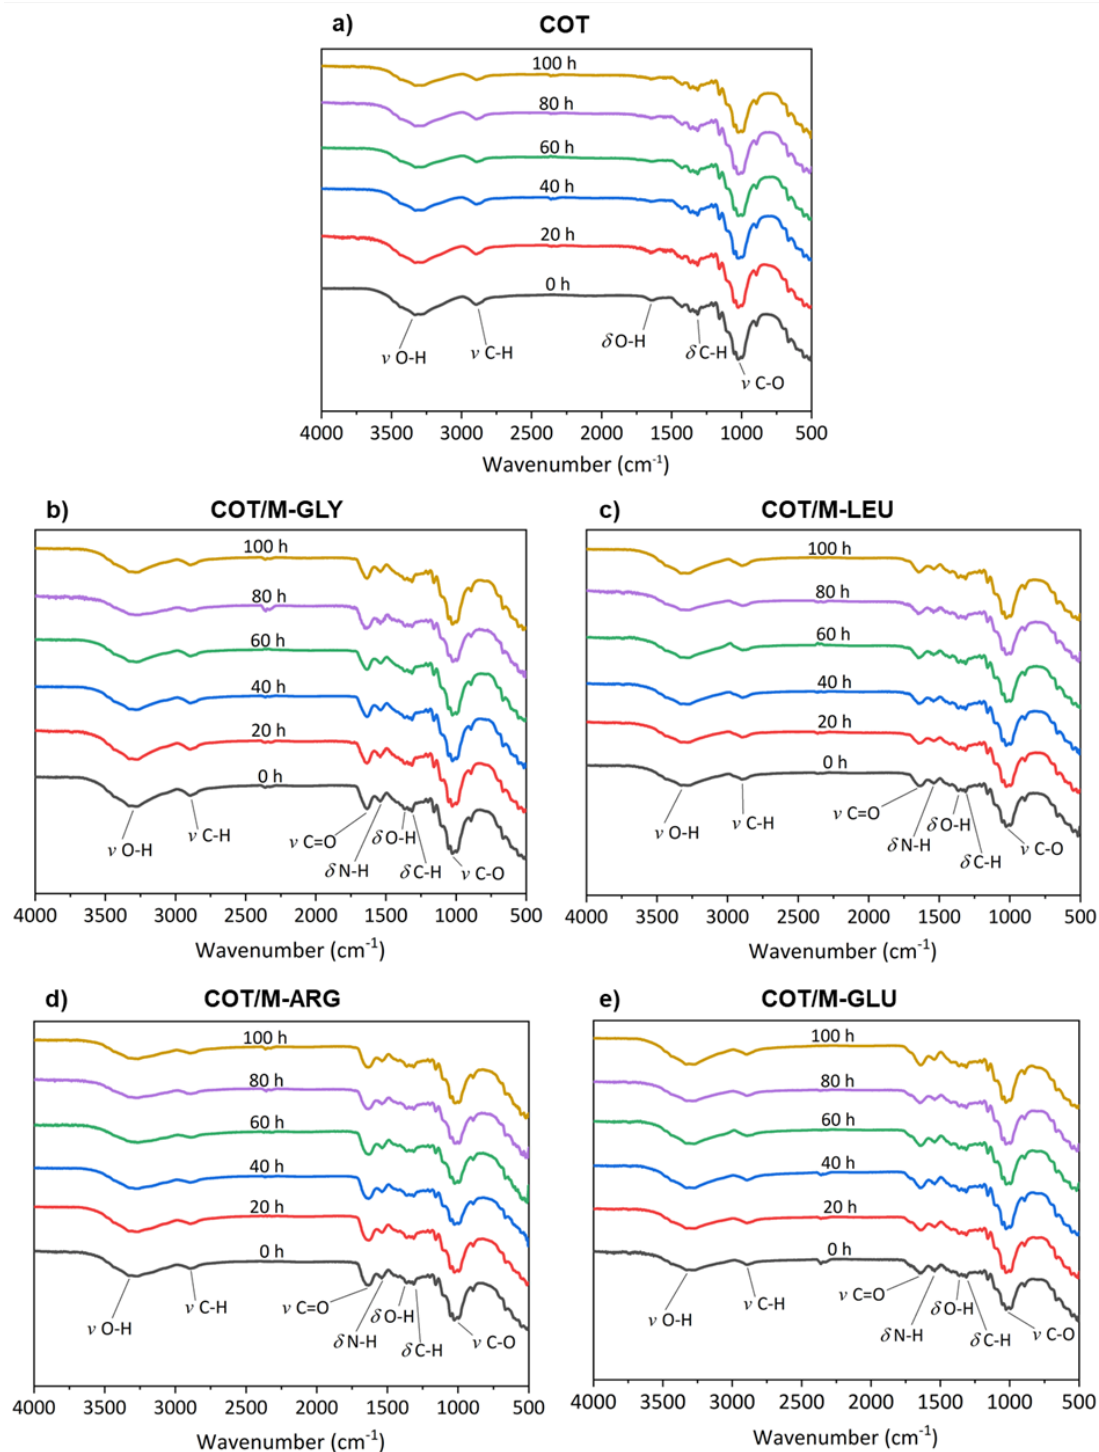 a) COT
100 h
80 h
60 h
40 h
20 h
0 h
ν O-H
ν C-H
δ O-H
δ C-H
ν C-O
4000 3500 3000 2500 2000 1500 1000 500
Wavenumber (cm⁻¹)
b) COT/M-GLY
100 h
80 h
60 h
40 h
20 h
0 h
ν O-H
ν C-H
ν C=O
δ N-H
δ O-H
δ C-H
ν C-O
4000 3500 3000 2500 2000 1500 1000 500
Wavenumber (cm⁻¹)
c) COT/M-LEU
100 h
80 h
60 h
40 h
20 h
0 h
ν O-H
ν C-H
ν C=O
δ N-H
δ O-H
δ C-H
ν C-O
4000 3500 3000 2500 2000 1500 1000 500
Wavenumber (cm⁻¹)
d) COT/M-ARG
100 h
80 h
60 h
40 h
20 h
0 h
ν O-H
ν C-H
ν C=O
δ N-H
δ O-H
δ C-H
ν C-O
4000 3500 3000 2500 2000 1500 1000 500
Wavenumber (cm⁻¹)
e) COT/M-GLU
100 h
80 h
60 h
40 h
20 h
0 h
ν O-H
ν C-H
ν C=O
δ N-H
δ O-H
δ C-H
ν C-O
4000 3500 3000 2500 2000 1500 1000 500
Wavenumber (cm⁻¹)